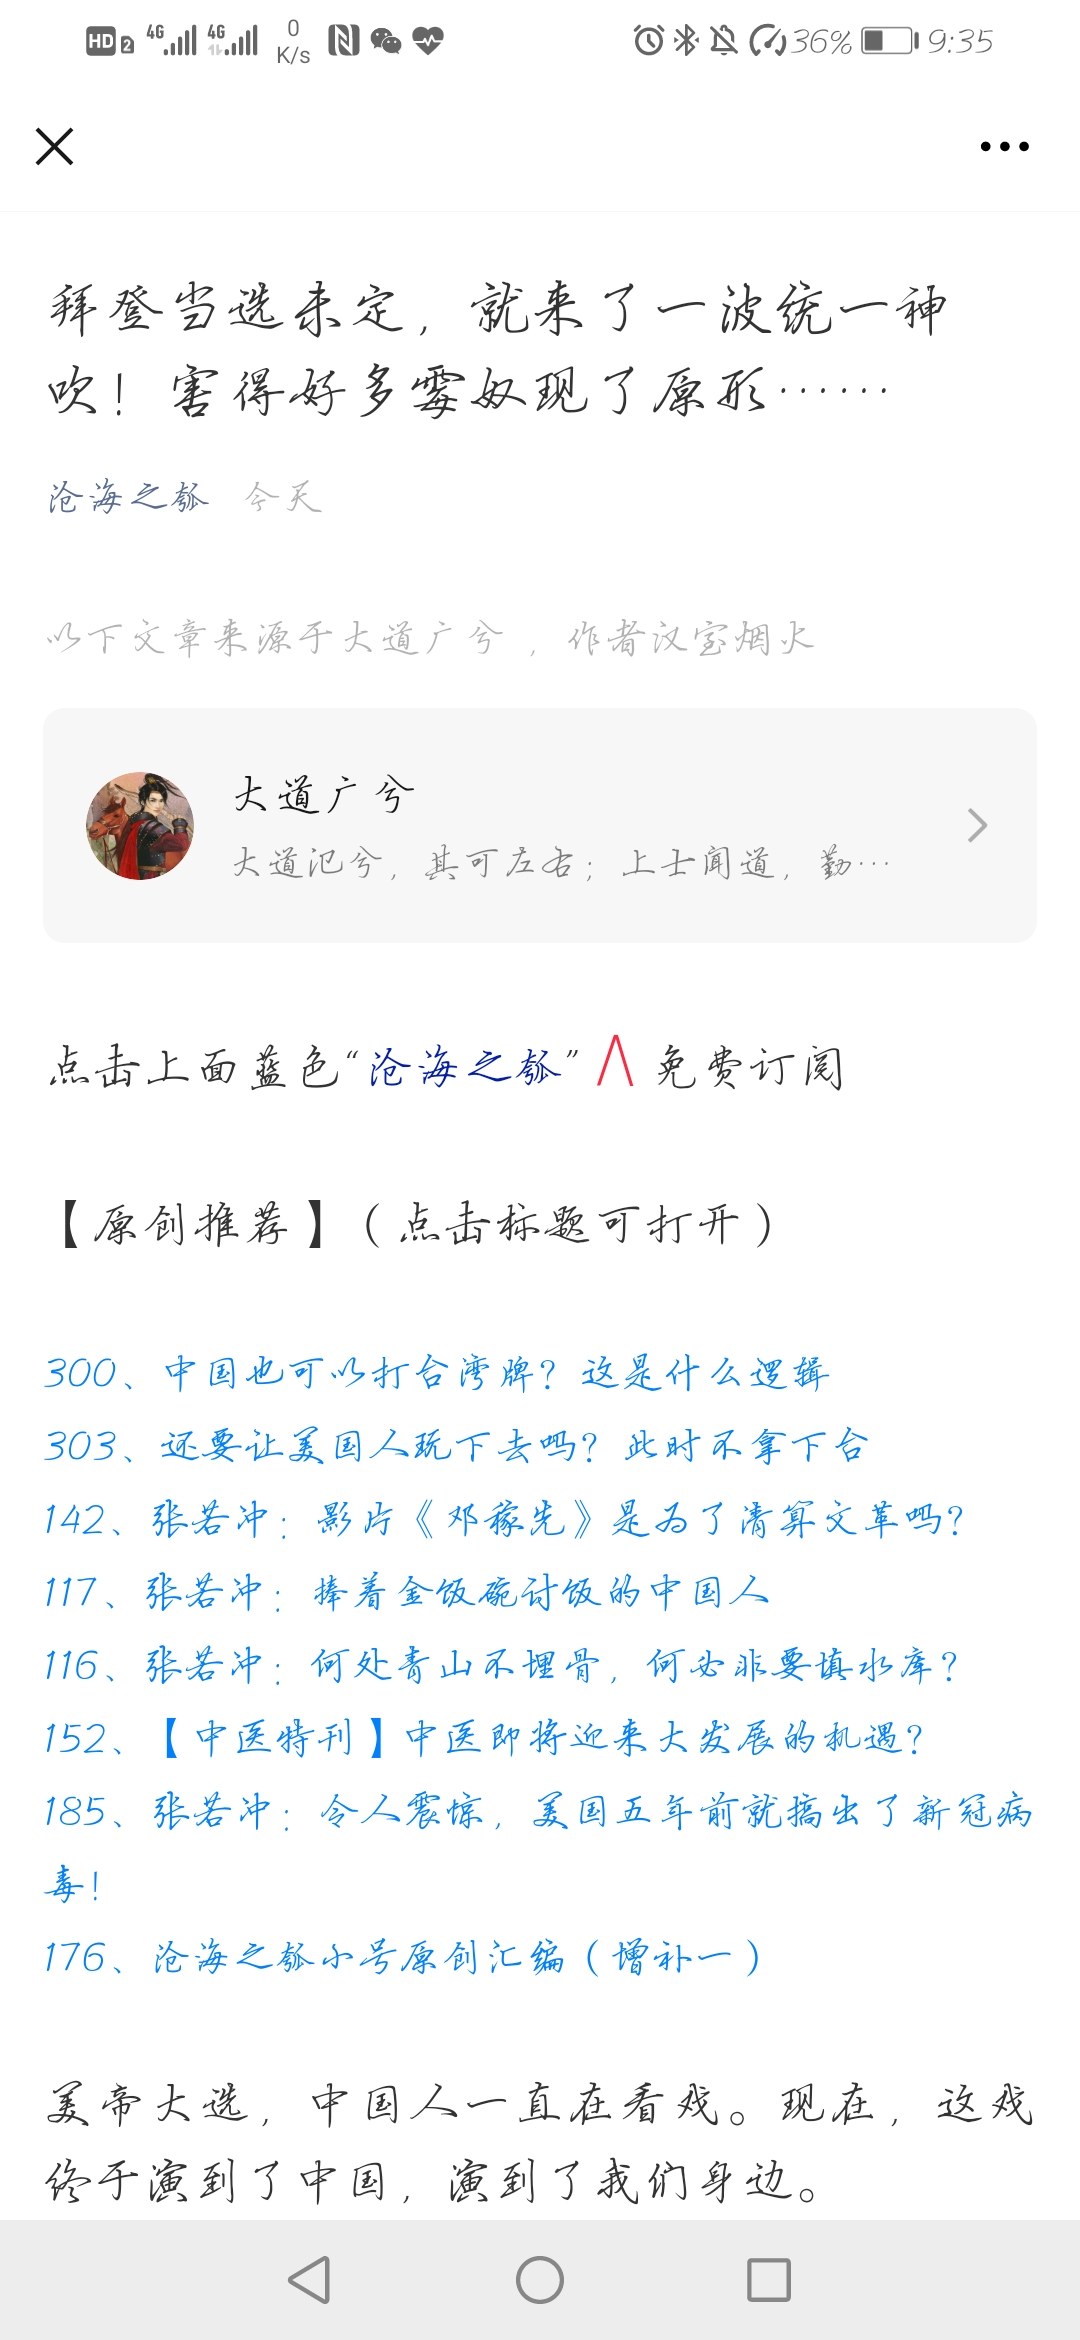 HD 2 4G 4G 0 K/s 36% 9:35
拜登当选未定，就来了一波统一神
吹！害得好多霉奴现了原形……
沧海之瓠 今天
以下文章来源于大道广兮 ，作者汉室烟火
大道广兮
大道氾兮，其可左右；上士闻道，勤…
点击上面蓝色“沧海之瓠”∧ 免费订阅
【原创推荐】（点击标题可打开）
300、中国也可以打台湾牌？这是什么逻辑
303、还要让美国人玩下去吗？此时不拿下台
142、张若冲：影片《邓稼先》是为了清算文革吗？
117、张若冲：捧着金饭碗讨饭的中国人
116、张若冲：何处青山不埋骨，何必非要填水库？
152、【中医特刊】中医即将迎来大发展的机遇？
185、张若冲：令人震惊，美国五年前就搞出了新冠病
毒！
176、沧海之瓠小号原创汇编（增补一）
美帝大选，中国人一直在看戏。现在，这戏
终于演到了中国，演到了我们身边。